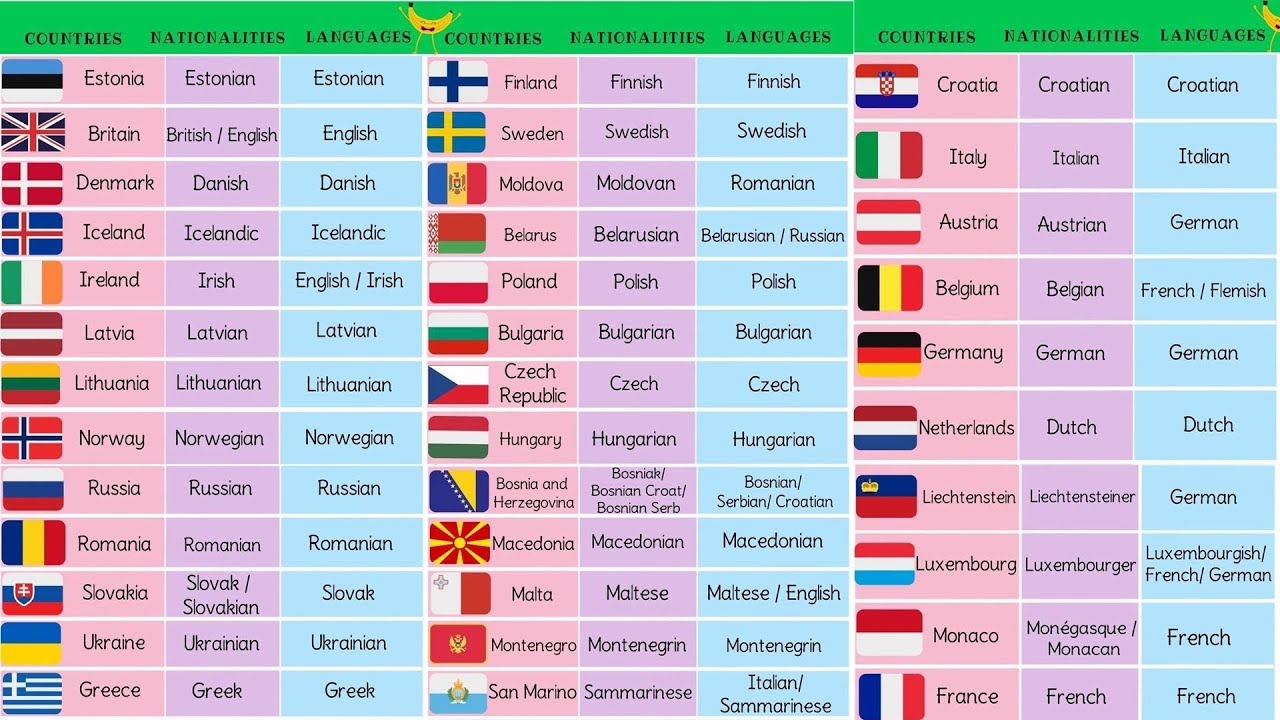 COUNTRIES NATIONALITIES LANGUAGES
Estonia Estonian Estonian
Britain British / English English
Denmark Danish Danish
Iceland Icelandic Icelandic
Ireland Irish English / Irish
Latvia Latvian Latvian
Lithuania Lithuanian Lithuanian
Norway Norwegian Norwegian
Russia Russian Russian
Romania Romanian Romanian
Slovakia Slovak / Slovakian Slovak
Ukraine Ukrainian Ukrainian
Greece Greek Greek
COUNTRIES NATIONALITIES LANGUAGES
Finland Finnish Finnish
Sweden Swedish Swedish
Moldova Moldovan Romanian
Belarus Belarusian Belarusian / Russian
Poland Polish Polish
Bulgaria Bulgarian Bulgarian
Czech Republic Czech Czech
Hungary Hungarian Hungarian
Bosnia and Herzegovina Bosniak/ Bosnian Croat/ Bosnian Serb Bosnian/ Serbian/ Croatian
Macedonia Macedonian Macedonian
Malta Maltese Maltese / English
Montenegro Montenegrin Montenegrin
San Marino Sammarinese Italian/ Sammarinese
COUNTRIES NATIONALITIES LANGUAGES
Croatia Croatian Croatian
Italy Italian Italian
Austria Austrian German
Belgium Belgian French / Flemish
Germany German German
Netherlands Dutch Dutch
Liechtenstein Liechtensteiner German
Luxembourg Luxembourger Luxembourgish/ French/ German
Monaco Monégasque / Monacan French
France French French